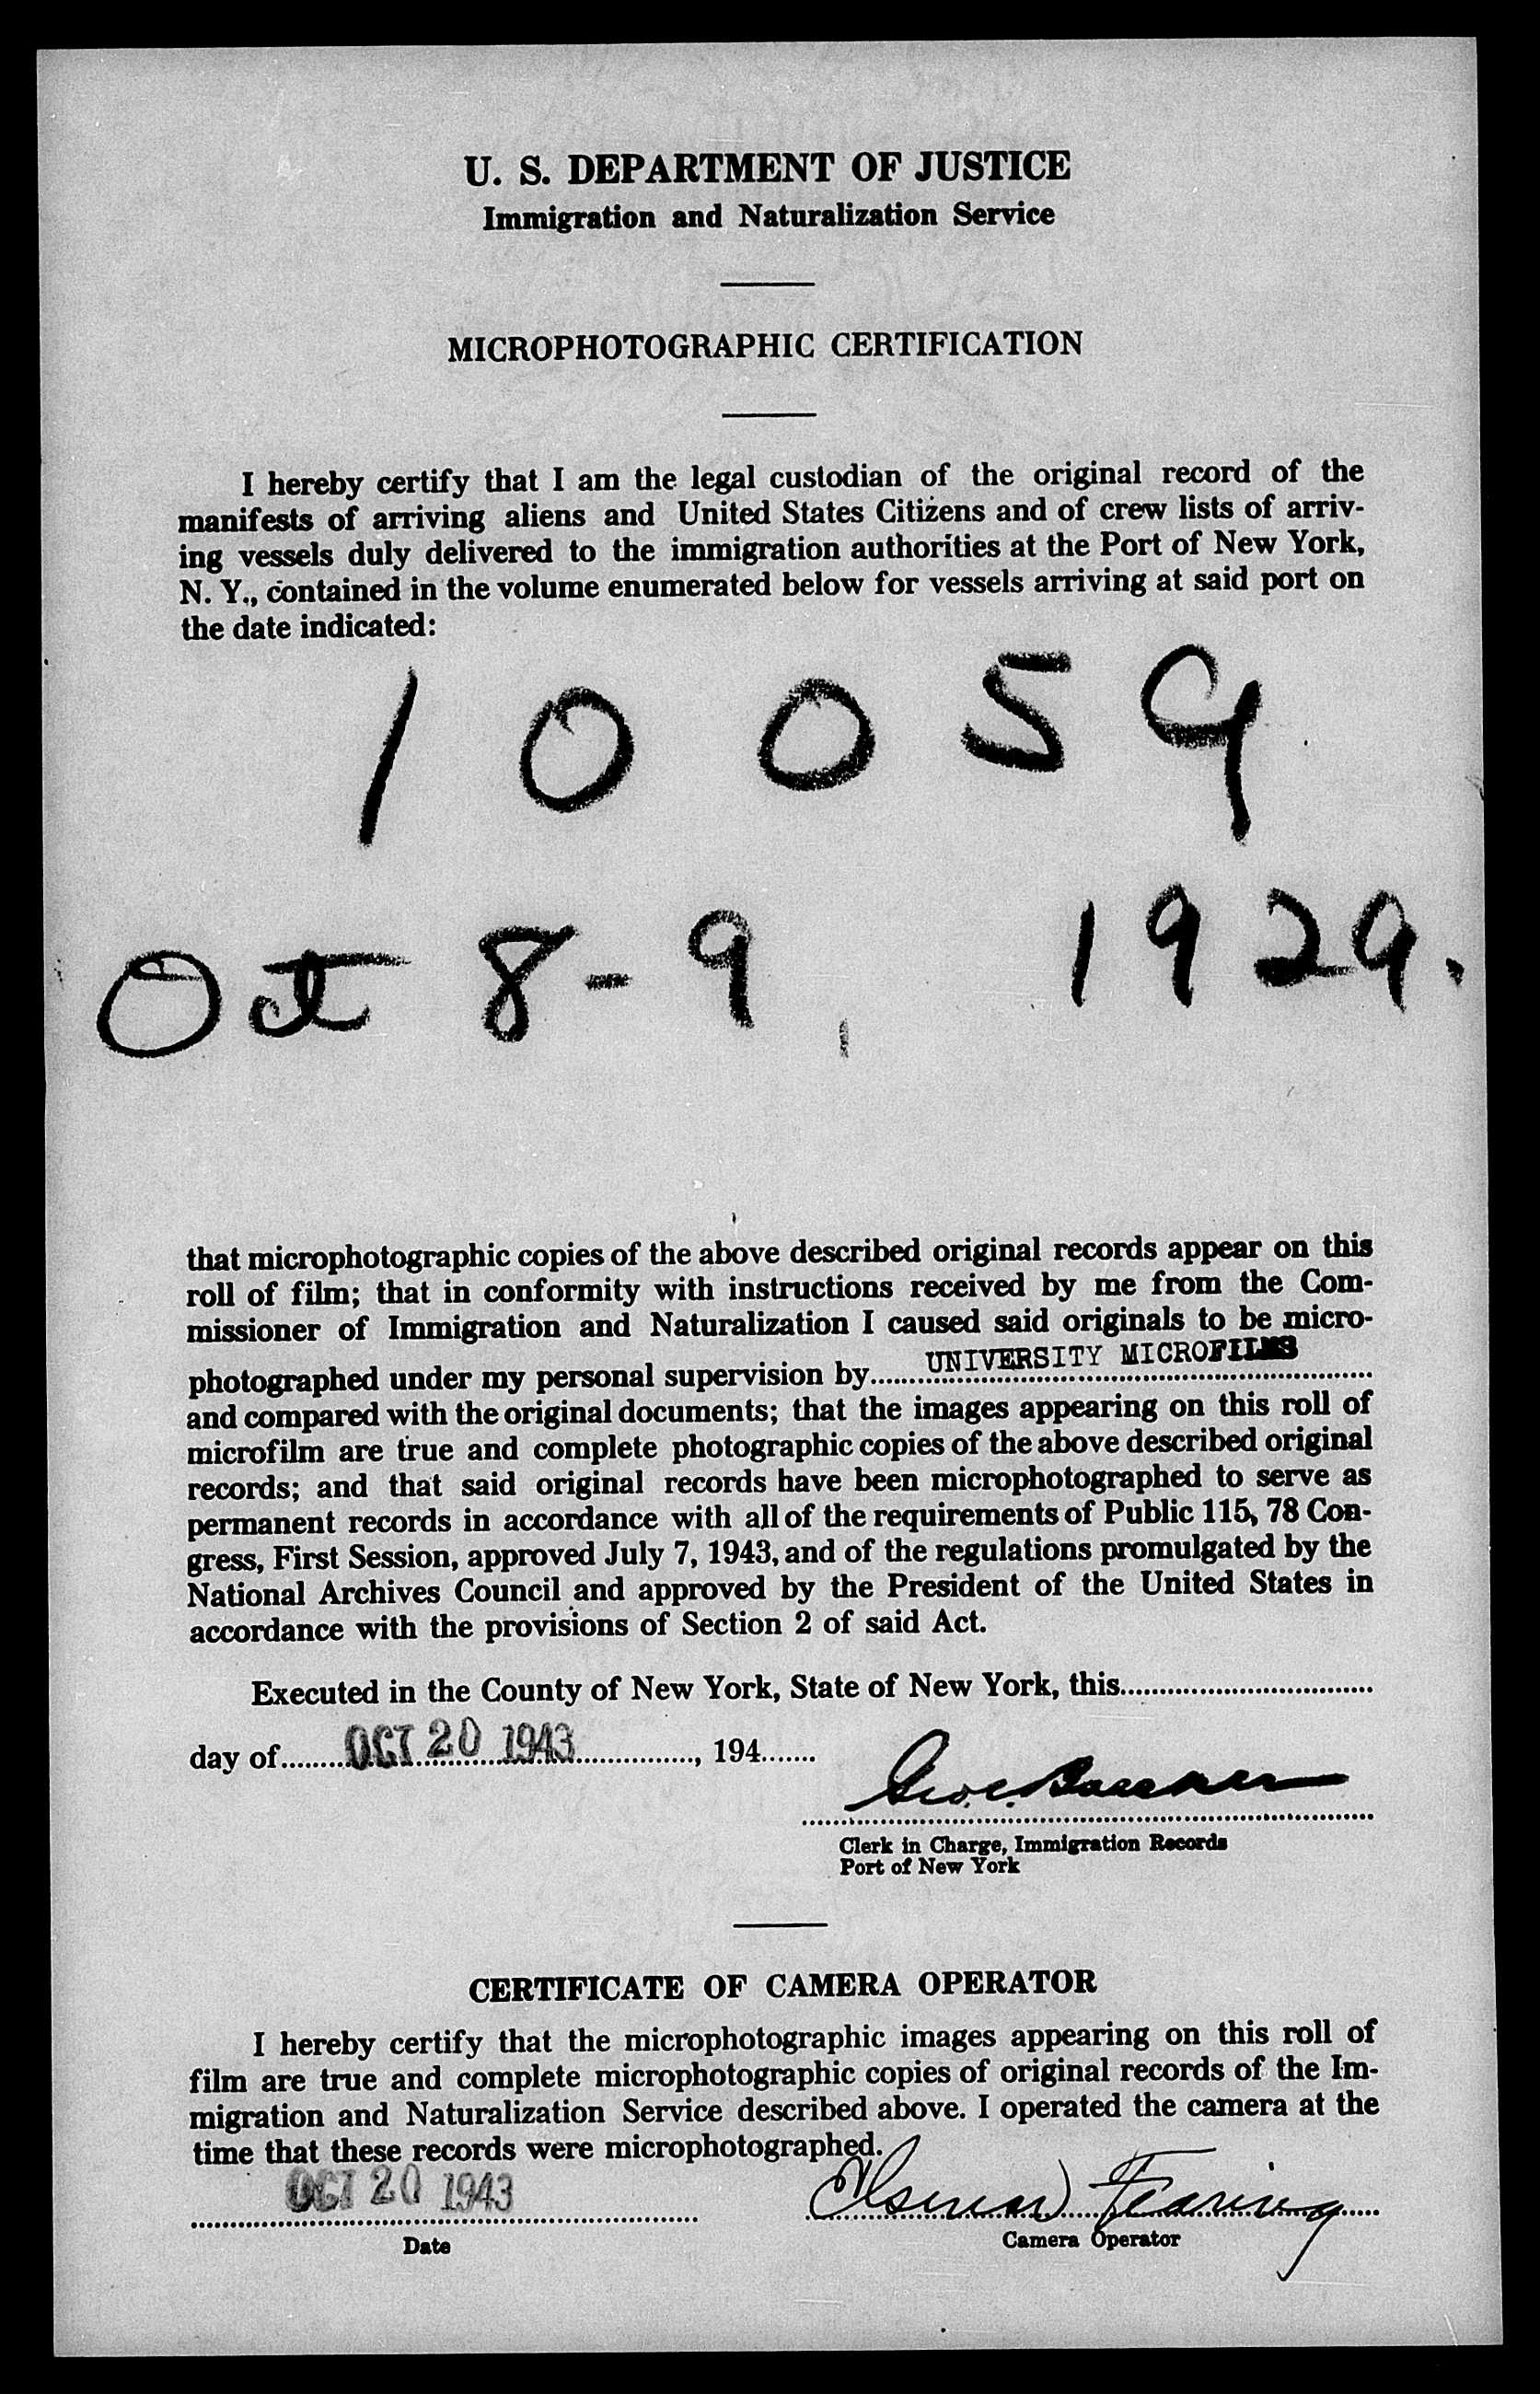 U. S. DEPARTMENT OF JUSTICE
Immigration and Naturalization Service
MICROPHOTOGRAPHIC CERTIFICATION
I hereby certify that I am the legal custodian of the original record of the
manifests of arriving aliens and United States Citizens and of crew lists of arriv-
ing vessels duly delivered to the immigration authorities at the Port of New York,
N. Y., contained in the volume enumerated below for vessels arriving at said port on
the date indicated:
10059
Oct 8-9, 1929.
that microphotographic copies of the above described original records appear on this
roll of film; that in conformity with instructions received by me from the Com-
missioner of Immigration and Naturalization I caused said originals to be micro-
photographed under my personal supervision by UNIVERSITY MICROFILMS
and compared with the original documents; that the images appearing on this roll of
microfilm are true and complete photographic copies of the above described original
records; and that said original records have been microphotographed to serve as
permanent records in accordance with all of the requirements of Public 115, 78 Con-
gress, First Session, approved July 7, 1943, and of the regulations promulgated by the
National Archives Council and approved by the President of the United States in
accordance with the provisions of Section 2 of said Act.
Executed in the County of New York, State of New York, this
day of OCT 20 1943, 194
Clerk in Charge, Immigration Records
Port of New York
CERTIFICATE OF CAMERA OPERATOR
I hereby certify that the microphotographic images appearing on this roll of
film are true and complete microphotographic copies of original records of the Im-
migration and Naturalization Service described above. I operated the camera at the
time that these records were microphotographed.
OCT 20 1943 Fearing
Date Camera Operator